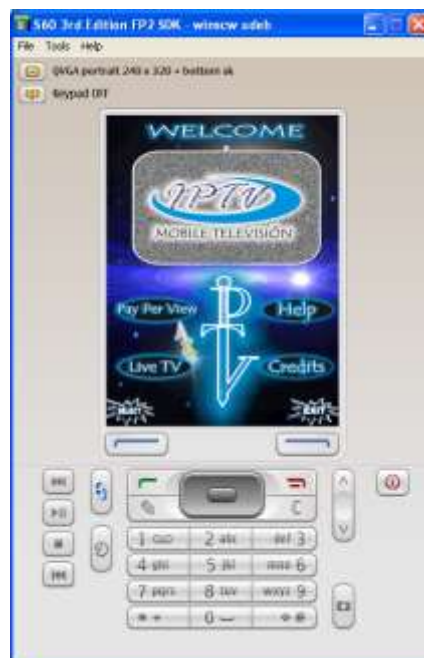 S60 3rd Edition FP2 SDK - winscw udeb
File Tools Help
QVGA portrait 240 x 320 + bottom sk
Keypad Off
WELCOME
IPTV
MOBILE TELEVISIÓN
Pay Per View
Help
Live TV
Credits
SELECT
EXIT
1
2 abc
def 3
4 ghi
5 jkl
mno 6
7 pqrs
8 tuv
wxyz 9
* +
0
#